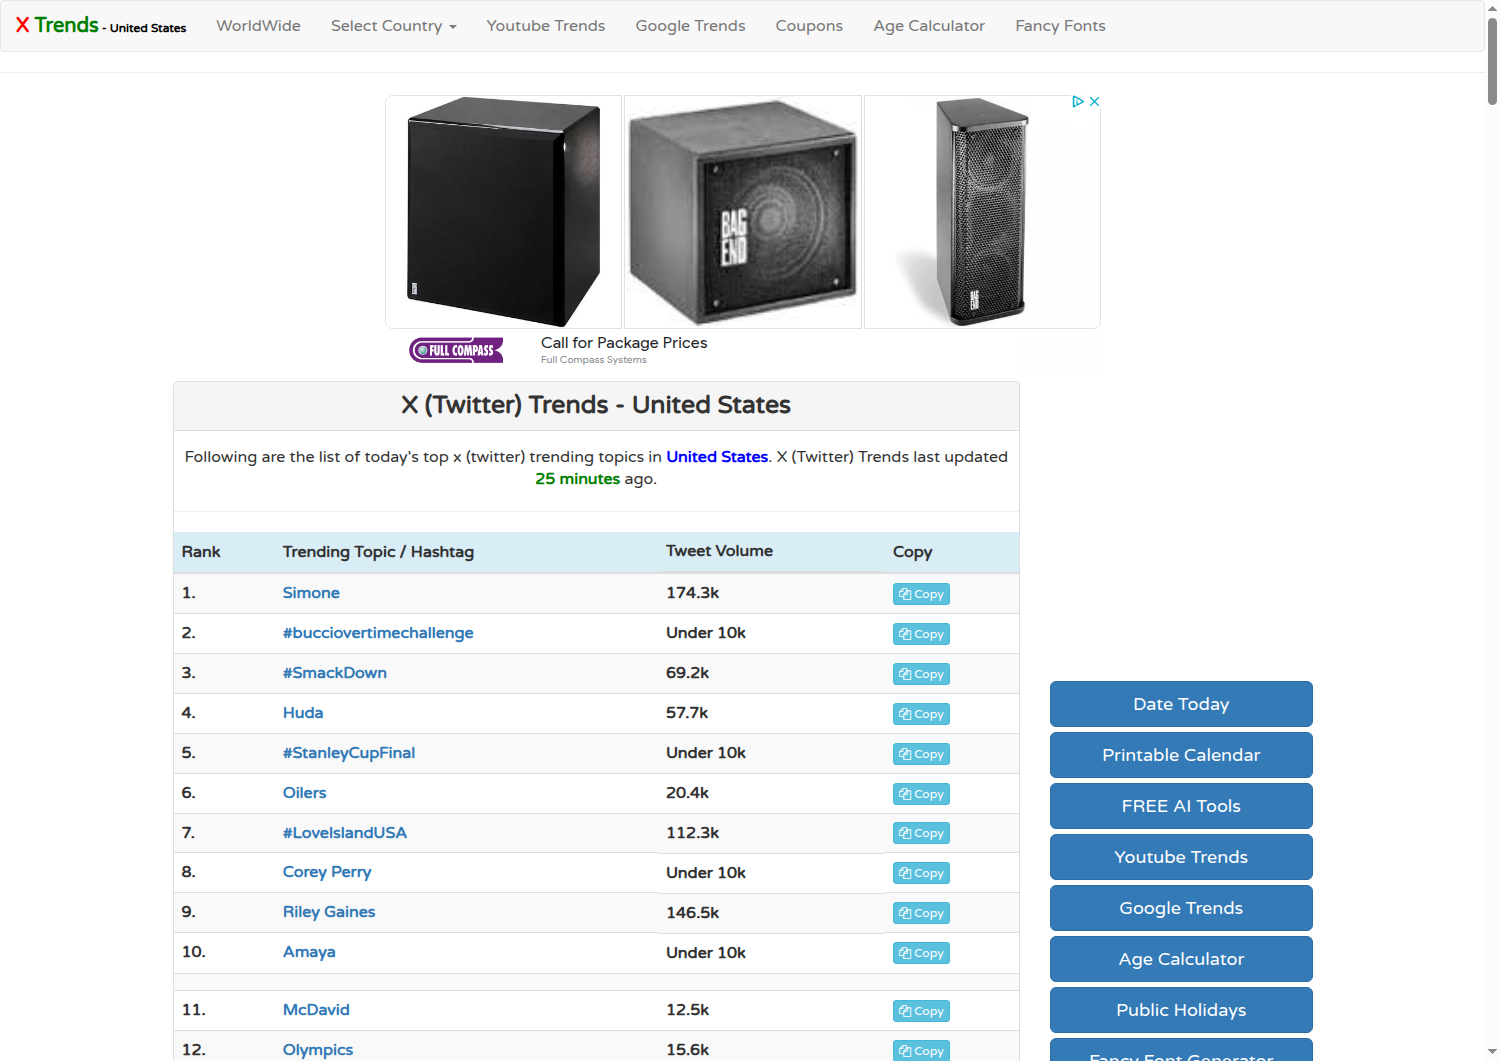 X Trends - United States
WorldWide
Select Country
Youtube Trends
Google Trends
Coupons
Age Calculator
Fancy Fonts
BAG END
FULL COMPASS
Call for Package Prices
Full Compass Systems
X (Twitter) Trends - United States
Following are the list of today's top x (twitter) trending topics in United States. X (Twitter) Trends last updated
25 minutes ago.
Rank Trending Topic / Hashtag Tweet Volume Copy
1. Simone 174.3k Copy
2. #bucciovertimechallenge Under 10k Copy
3. #SmackDown 69.2k Copy
4. Huda 57.7k Copy
5. #StanleyCupFinal Under 10k Copy
6. Oilers 20.4k Copy
7. #LoveIslandUSA 112.3k Copy
8. Corey Perry Under 10k Copy
9. Riley Gaines 146.5k Copy
10. Amaya Under 10k Copy
11. McDavid 12.5k Copy
12. Olympics 15.6k Copy
Date Today
Printable Calendar
FREE AI Tools
Youtube Trends
Google Trends
Age Calculator
Public Holidays
Fancy Font Generator